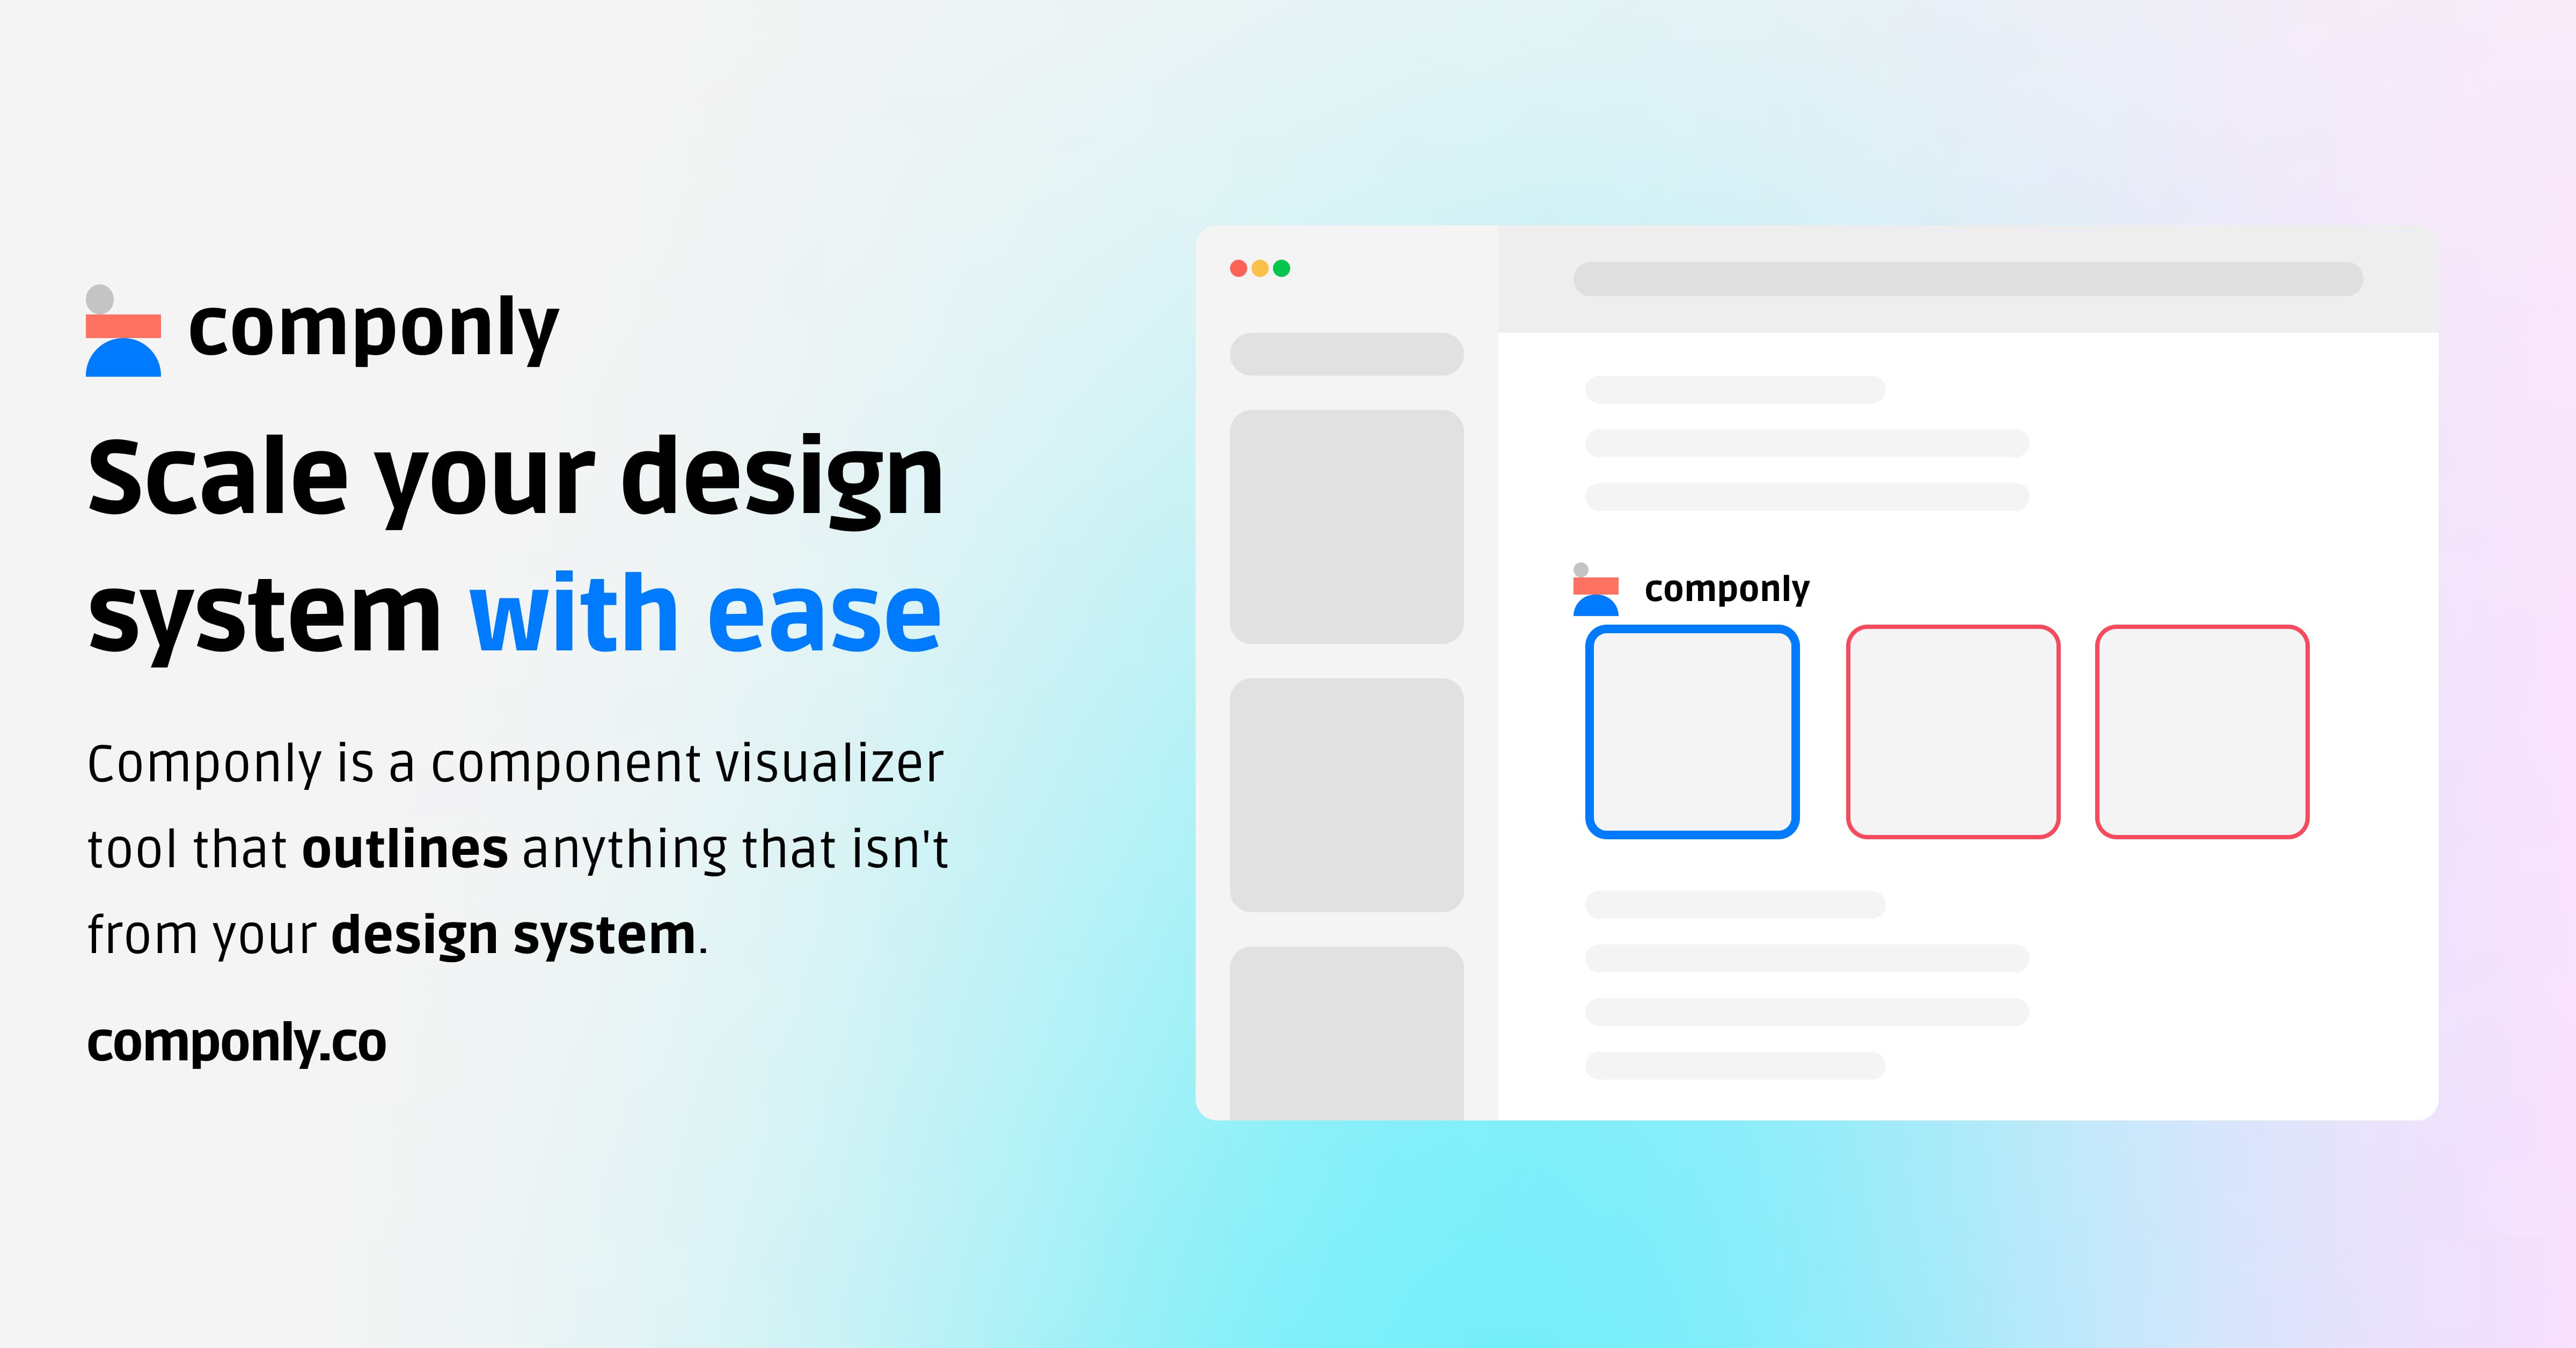 componly
Scale your design
system with ease
Componly is a component visualizer
tool that outlines anything that isn't
from your design system.
componly.co
componly